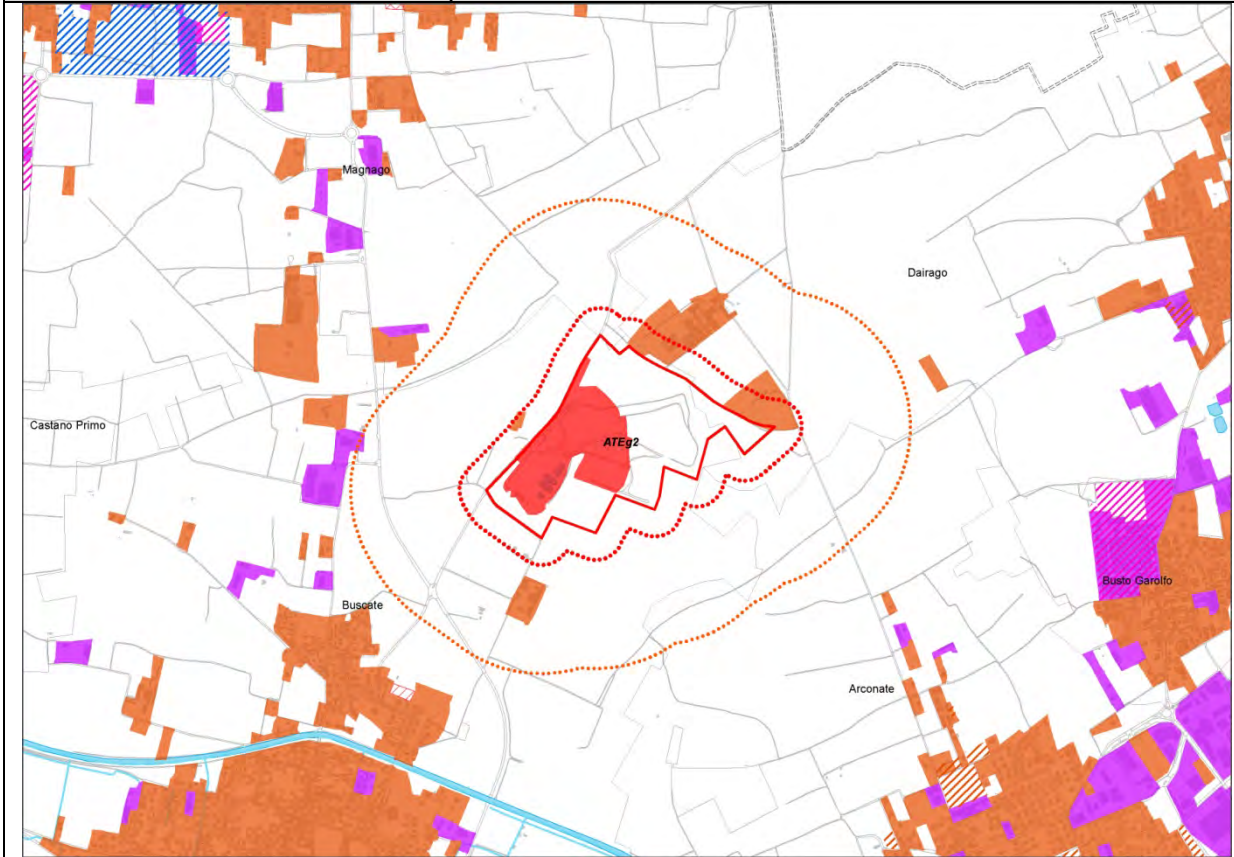 Magnago
Dairago
Castano Primo
ATEg2
Busto Garolfo
Buscate
Arconate